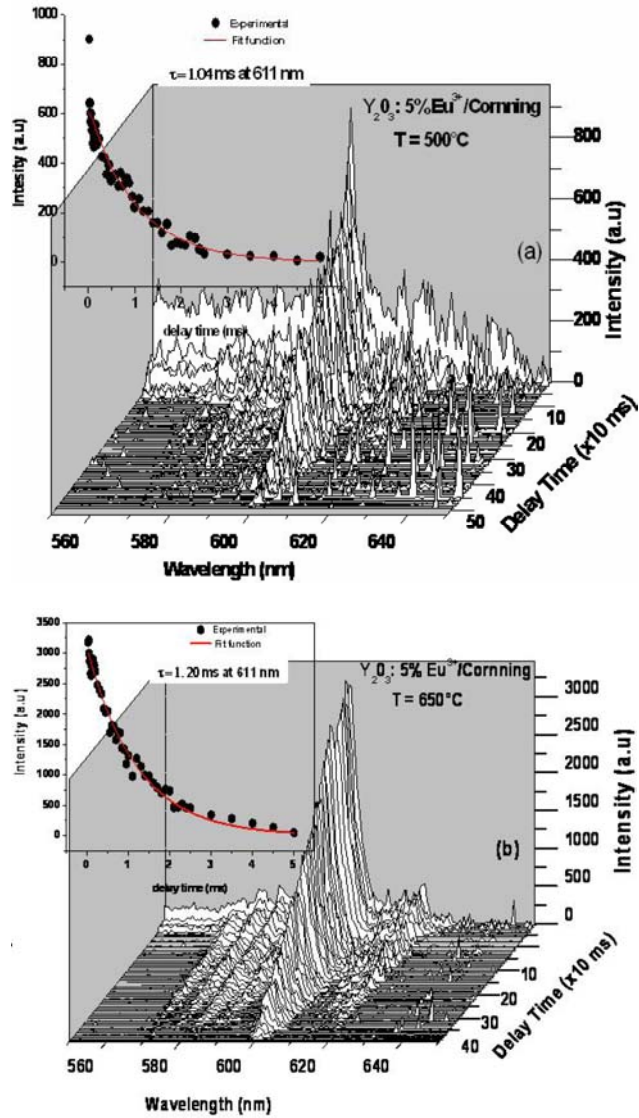 Experimental
Fit function
τ= 1.04 ms at 611 nm
Y2O3: 5% Eu3+/Cornning
T = 500°C
(a)
Intesity (a.u)
1000
800
600
400
200
0
0 1 2 3 4 5
delay time (ms)
Intensity (a.u)
800
600
400
200
0
10
20
30
40
50
Delay Time (x10 ms)
560 580 600 620 640
Wavelength (nm)
Experimental
Fit function
τ= 1.20 ms at 611 nm
Y2O3: 5% Eu3+/Cornning
T = 650°C
(b)
Intensity (a.u)
3500
3000
2500
2000
1500
1000
500
0
0 1 2 3 4 5
delay time (ms)
Intensity (a.u)
3000
2500
2000
1500
1000
500
0
10
20
30
40
Delay Time (x10 ms)
560 580 600 620 640
Wavelength (nm)